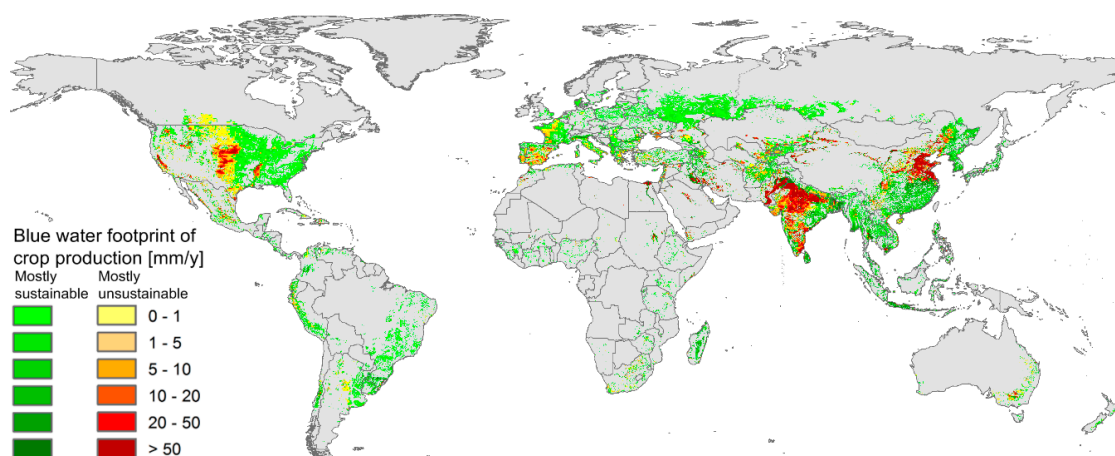 Blue water footprint of
crop production [mm/y]
Mostly Mostly
sustainable unsustainable
0 - 1
1 - 5
5 - 10
10 - 20
20 - 50
> 50